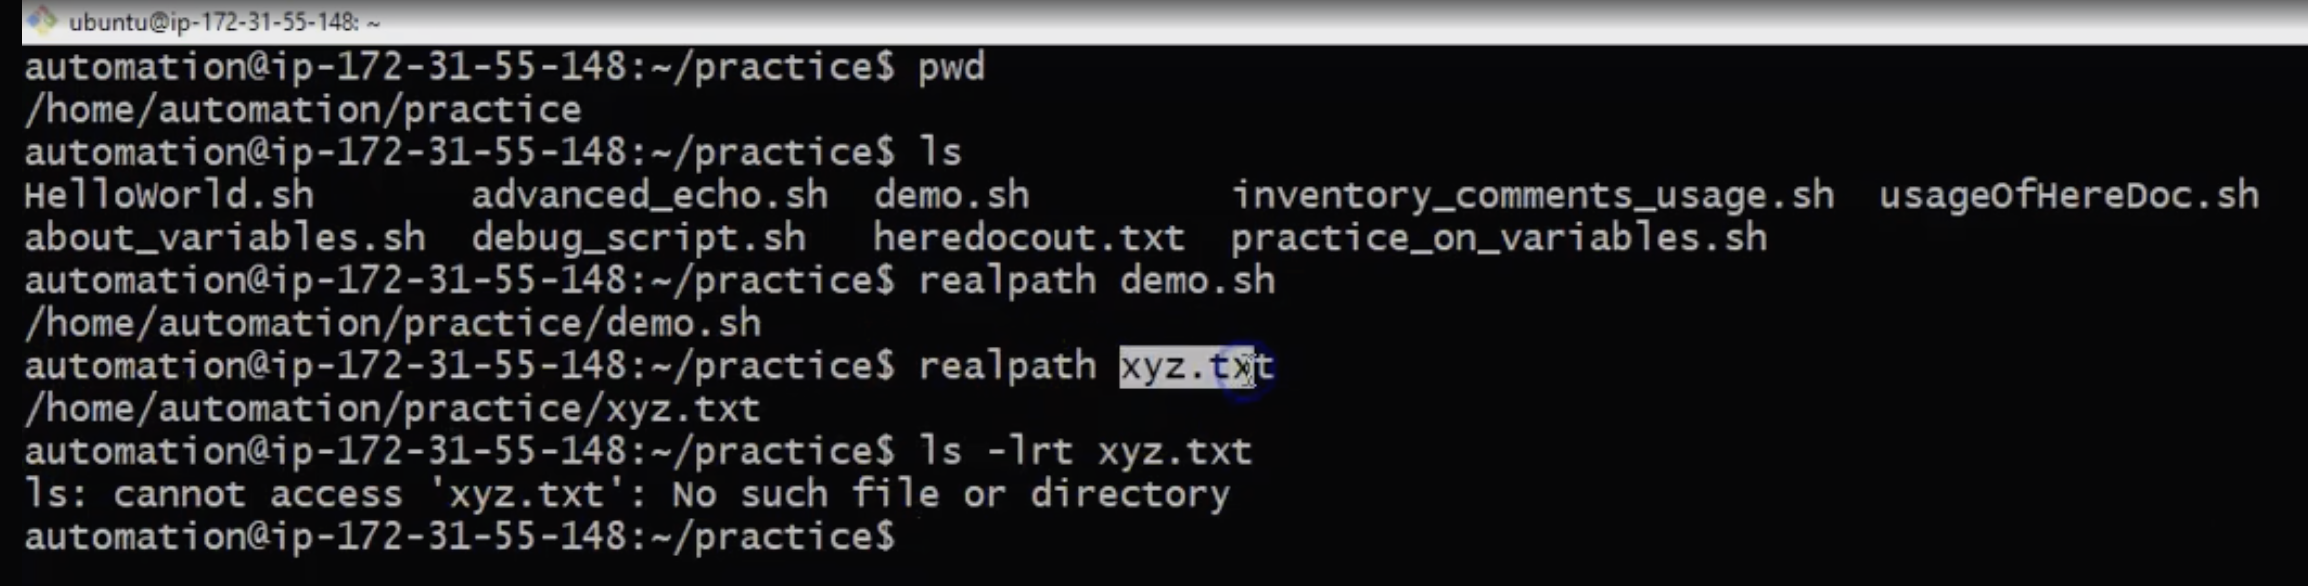 ubuntu@ip-172-31-55-148: ~
automation@ip-172-31-55-148:~/practice$ pwd
/home/automation/practice
automation@ip-172-31-55-148:~/practice$ ls
HelloWorld.sh advanced_echo.sh demo.sh inventory_comments_usage.sh usageOfHereDoc.sh
about_variables.sh debug_script.sh heredocout.txt practice_on_variables.sh
automation@ip-172-31-55-148:~/practice$ realpath demo.sh
/home/automation/practice/demo.sh
automation@ip-172-31-55-148:~/practice$ realpath xyz.txt
/home/automation/practice/xyz.txt
automation@ip-172-31-55-148:~/practice$ ls -lrt xyz.txt
ls: cannot access 'xyz.txt': No such file or directory
automation@ip-172-31-55-148:~/practice$